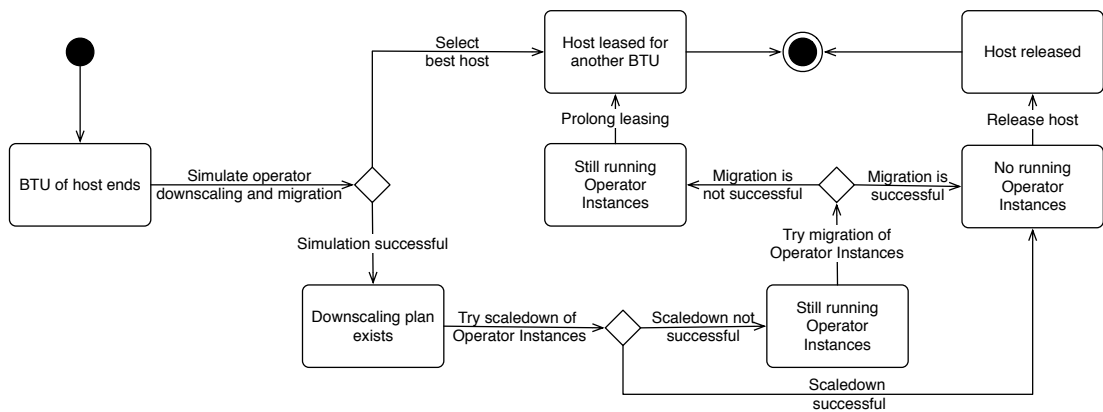 Select
best host
Host leased for
another BTU
Host released
Prolong leasing
Release host
BTU of host ends
Simulate operator
downscaling and migration
Still running
Operator
Instances
Migration is
not successful
Migration is
successful
No running
Operator
Instances
Simulation successful
Try migration of
Operator Instances
Downscaling plan
exists
Try scaledown of
Operator Instances
Scaledown not
successful
Still running
Operator
Instances
Scaledown
successful